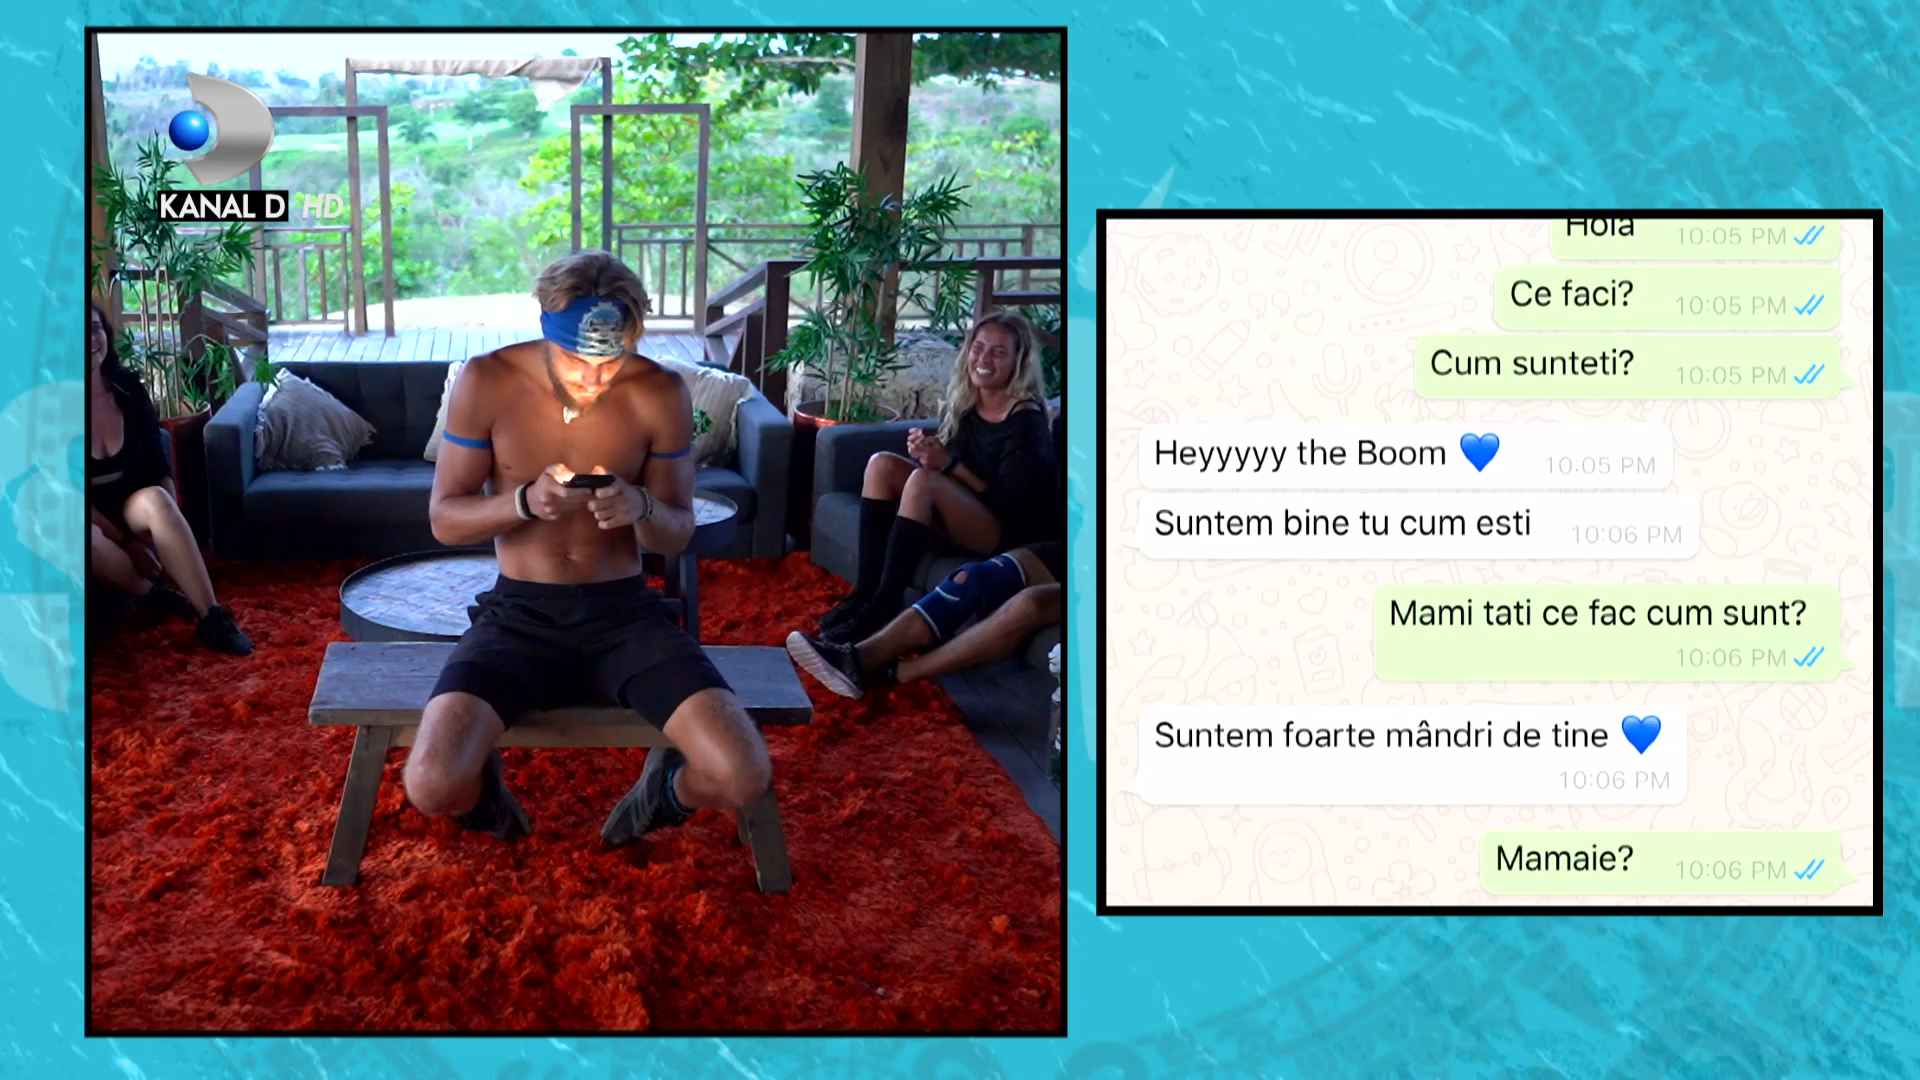 KANAL D HD
Hola 10:05 PM
Ce faci? 10:05 PM
Cum sunteti? 10:05 PM
Heyyyyy the Boom 💙 10:05 PM
Suntem bine tu cum esti 10:06 PM
Mami tati ce fac cum sunt?
10:06 PM
Suntem foarte mândri de tine 💙
10:06 PM
Mamaie? 10:06 PM